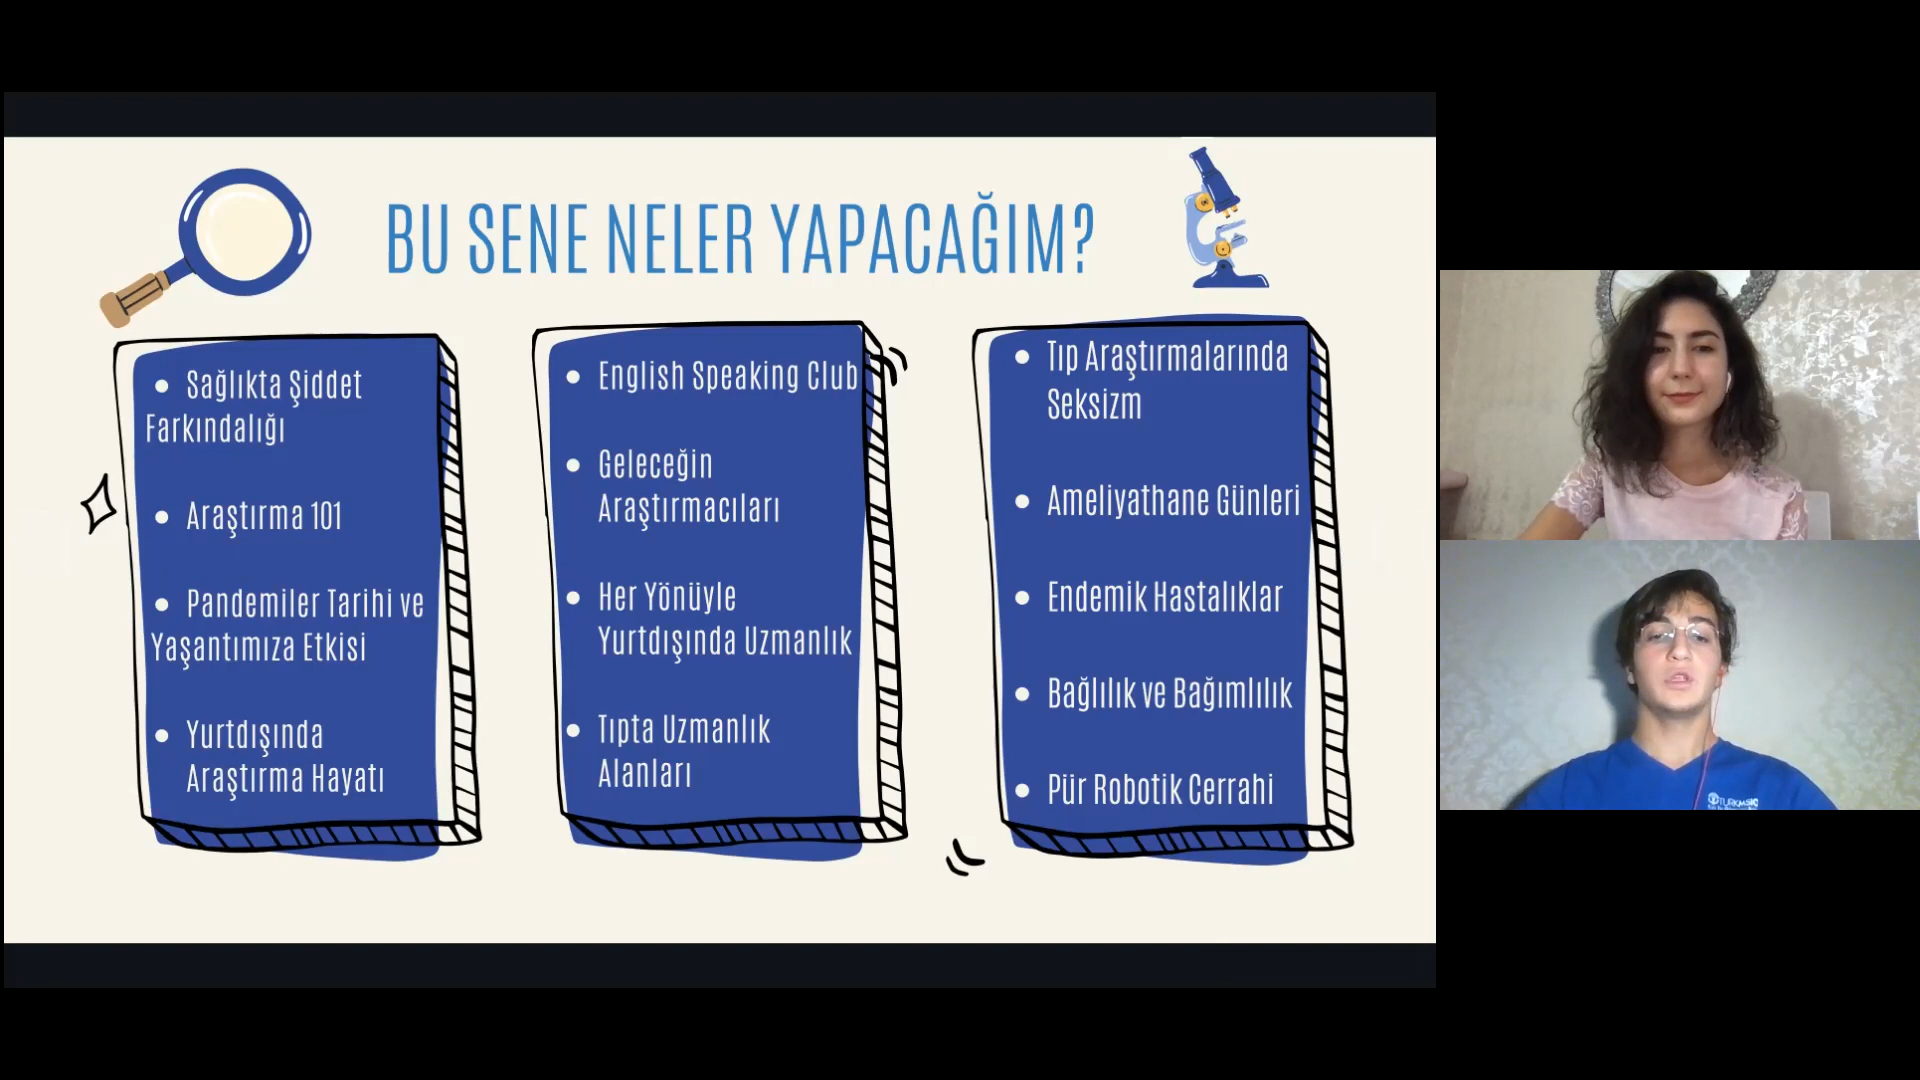 BU SENE NELER YAPACAĞIM?
• Sağlıkta Şiddet
Farkındalığı
• Araştırma 101
• Pandemiler Tarihi ve
Yaşantımıza Etkisi
• Yurtdışında
Araştırma Hayatı
• English Speaking Club
• Geleceğin
Araştırmacıları
• Her Yönüyle
Yurtdışında Uzmanlık
• Tıpta Uzmanlık
Alanları
• Tıp Araştırmalarında
Seksizm
• Ameliyathane Günleri
• Endemik Hastalıklar
• Bağlılık ve Bağımlılık
• Pür Robotik Cerrahi
TURKMSIC